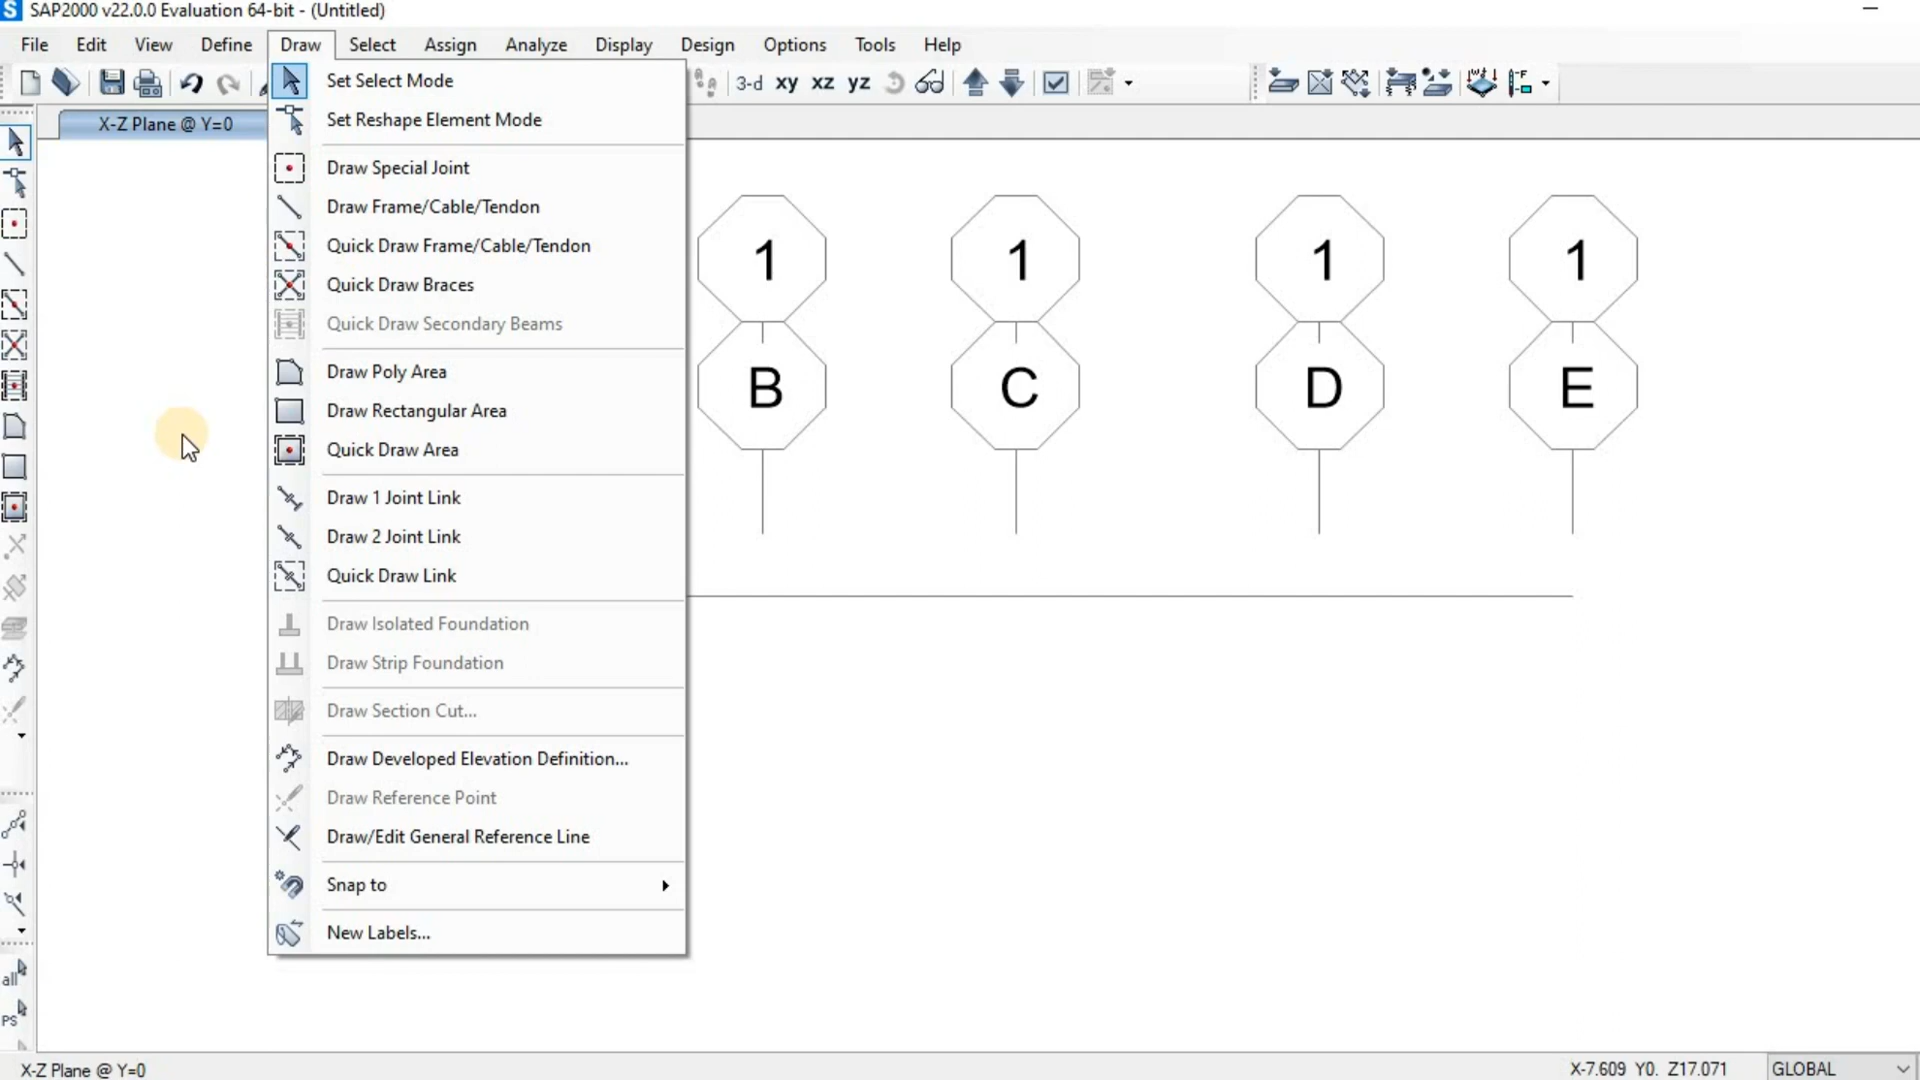 SAP2000 v22.0.0 Evaluation 64-bit - (Untitled)
File Edit View Define Draw Select Assign Analyze Display Design Options Tools Help
3-d xy xz yz
X-Z Plane @ Y=0
Set Select Mode
Set Reshape Element Mode
Draw Special Joint
Draw Frame/Cable/Tendon
Quick Draw Frame/Cable/Tendon
Quick Draw Braces
Quick Draw Secondary Beams
Draw Poly Area
Draw Rectangular Area
Quick Draw Area
Draw 1 Joint Link
Draw 2 Joint Link
Quick Draw Link
Draw Isolated Foundation
Draw Strip Foundation
Draw Section Cut...
Draw Developed Elevation Definition...
Draw Reference Point
Draw/Edit General Reference Line
Snap to
New Labels...
1 1 1 1
B C D E
all
PS
X-Z Plane @ Y=0
X-7.609 Y0. Z17.071
GLOBAL